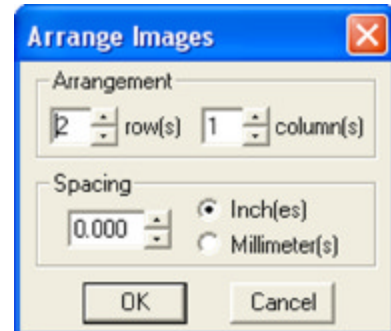 Arrange Images
Arrangement
2 row(s) 1 column(s)
Spacing
0.000 Inch(es)
Millimeter(s)
OK Cancel